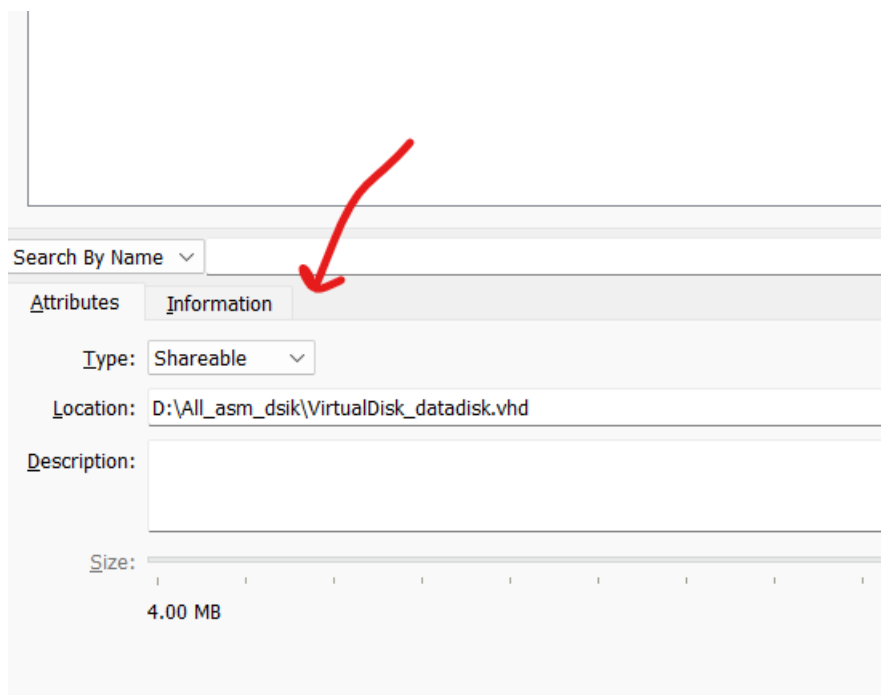 Search By Name
Attributes Information
Type: Shareable
Location: D:\All_asm_dsik\VirtualDisk_datadisk.vhd
Description:
Size:
4.00 MB